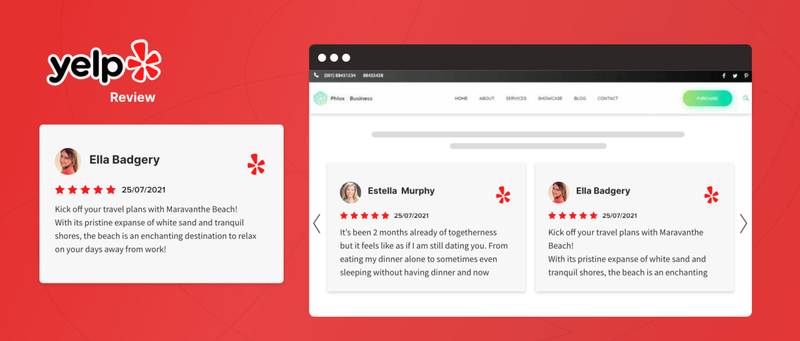 yelp
Review
Ella Badgery
25/07/2021
Kick off your travel plans with Maravanthe Beach!
With its pristine expanse of white sand and tranquil
shores, the beach is an enchanting destination to relax
on your days away from work!
(001) 88451234 88453438
Phlox Business
HOME ABOUT SERVICES SHOWCASE BLOG CONTACT
PURCHASE
Estella Murphy
25/07/2021
It's been 2 months already of togetherness
but it feels like as if I am still dating you. From
eating my dinner alone to sometimes even
sleeping without having dinner and now
Ella Badgery
25/07/2021
Kick off your travel plans with Maravanthe
Beach!
With its pristine expanse of white sand and
tranquil shores, the beach is an enchanting